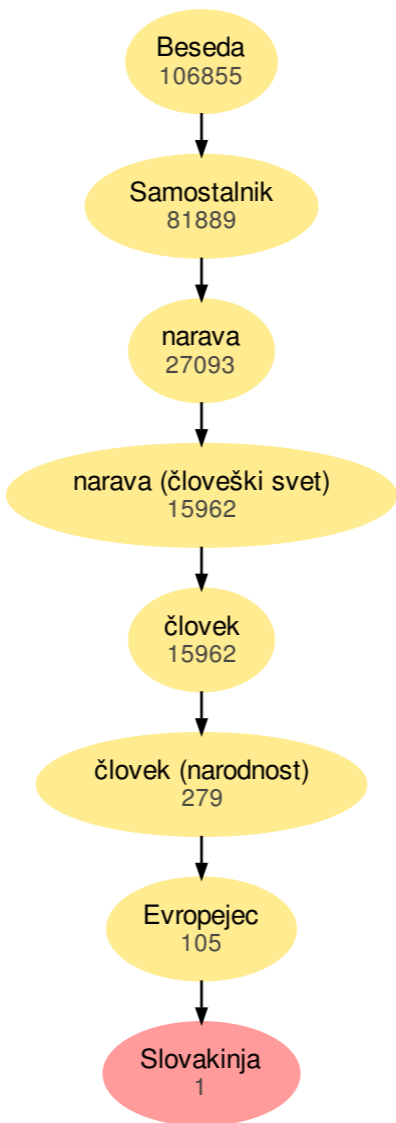 Beseda
106855
Samostalnik
81889
narava
27093
narava (človeški svet)
15962
človek
15962
človek (narodnost)
279
Evropejec
105
Slovakinja
1